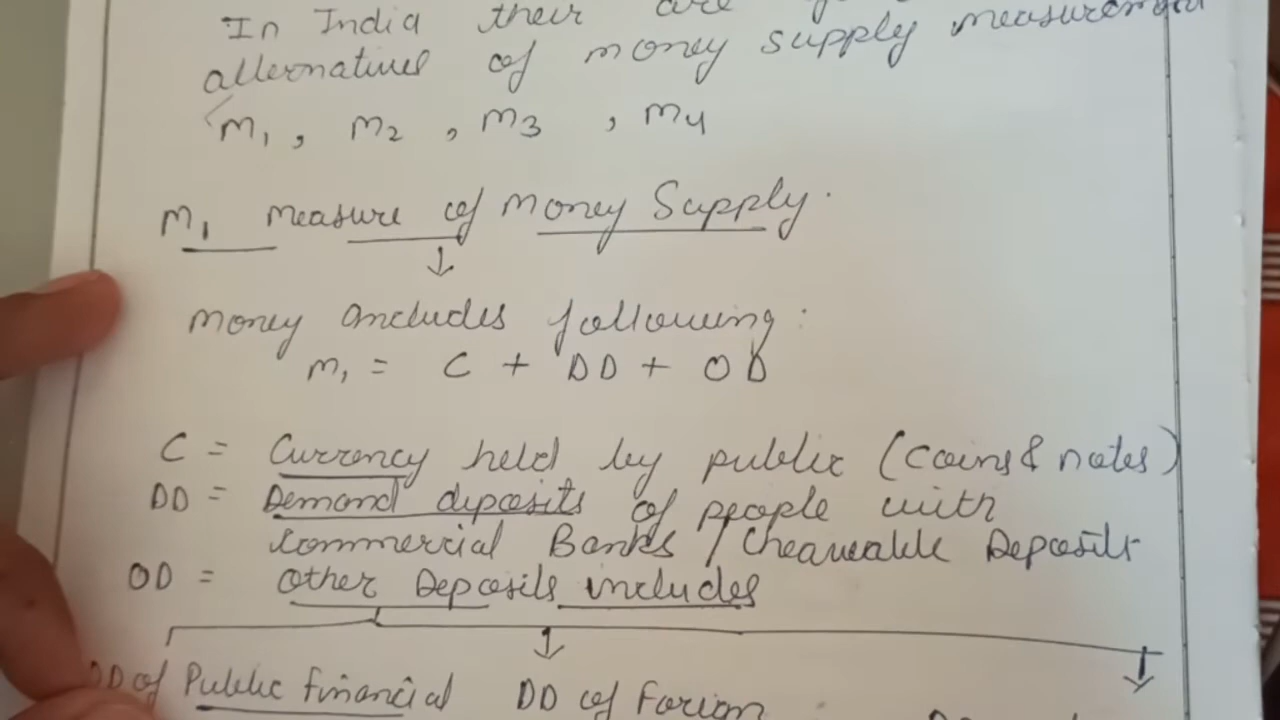 In India their are
alternatives of money supply measurement
M1, M2, M3, M4
M1 measure of Money Supply.
↓
Money includes following:
M1 = C + DD + OD
C = Currency held by public (coins & notes)
DD = Demand deposits of people with
commercial Banks / Cheaueable Deposits
OD = Other Deposits includes
DD of Public Financial DD of Forign